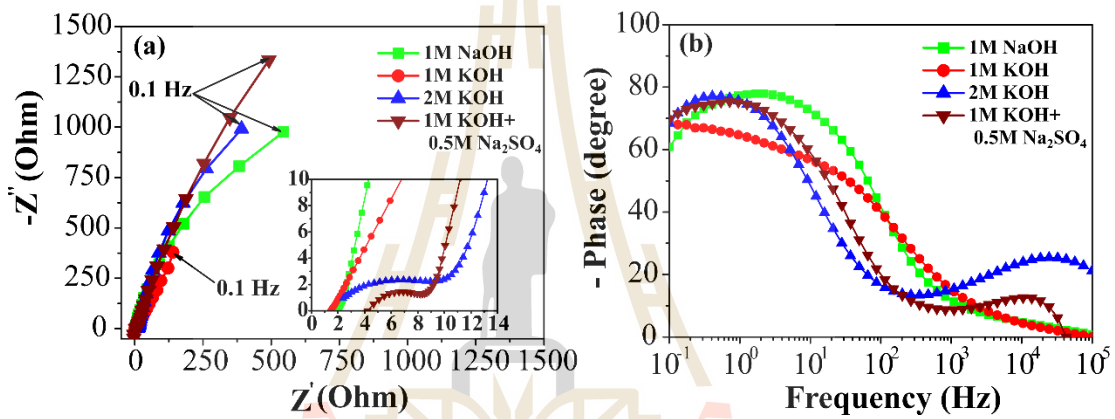 (a)
1500
1250
1000
750
500
250
0
-Z''(Ohm)
0 250 500 750 1000 1250 1500
Z'(Ohm)
1M NaOH
1M KOH
2M KOH
1M KOH+
0.5M Na₂SO₄
0.1 Hz
0.1 Hz
10
8
6
4
2
0
0 2 4 6 8 10 12 14
(b)
100
80
60
40
20
0
- Phase (degree)
10⁻¹ 10⁰ 10¹ 10² 10³ 10⁴ 10⁵
Frequency (Hz)
1M NaOH
1M KOH
2M KOH
1M KOH+
0.5M Na₂SO₄